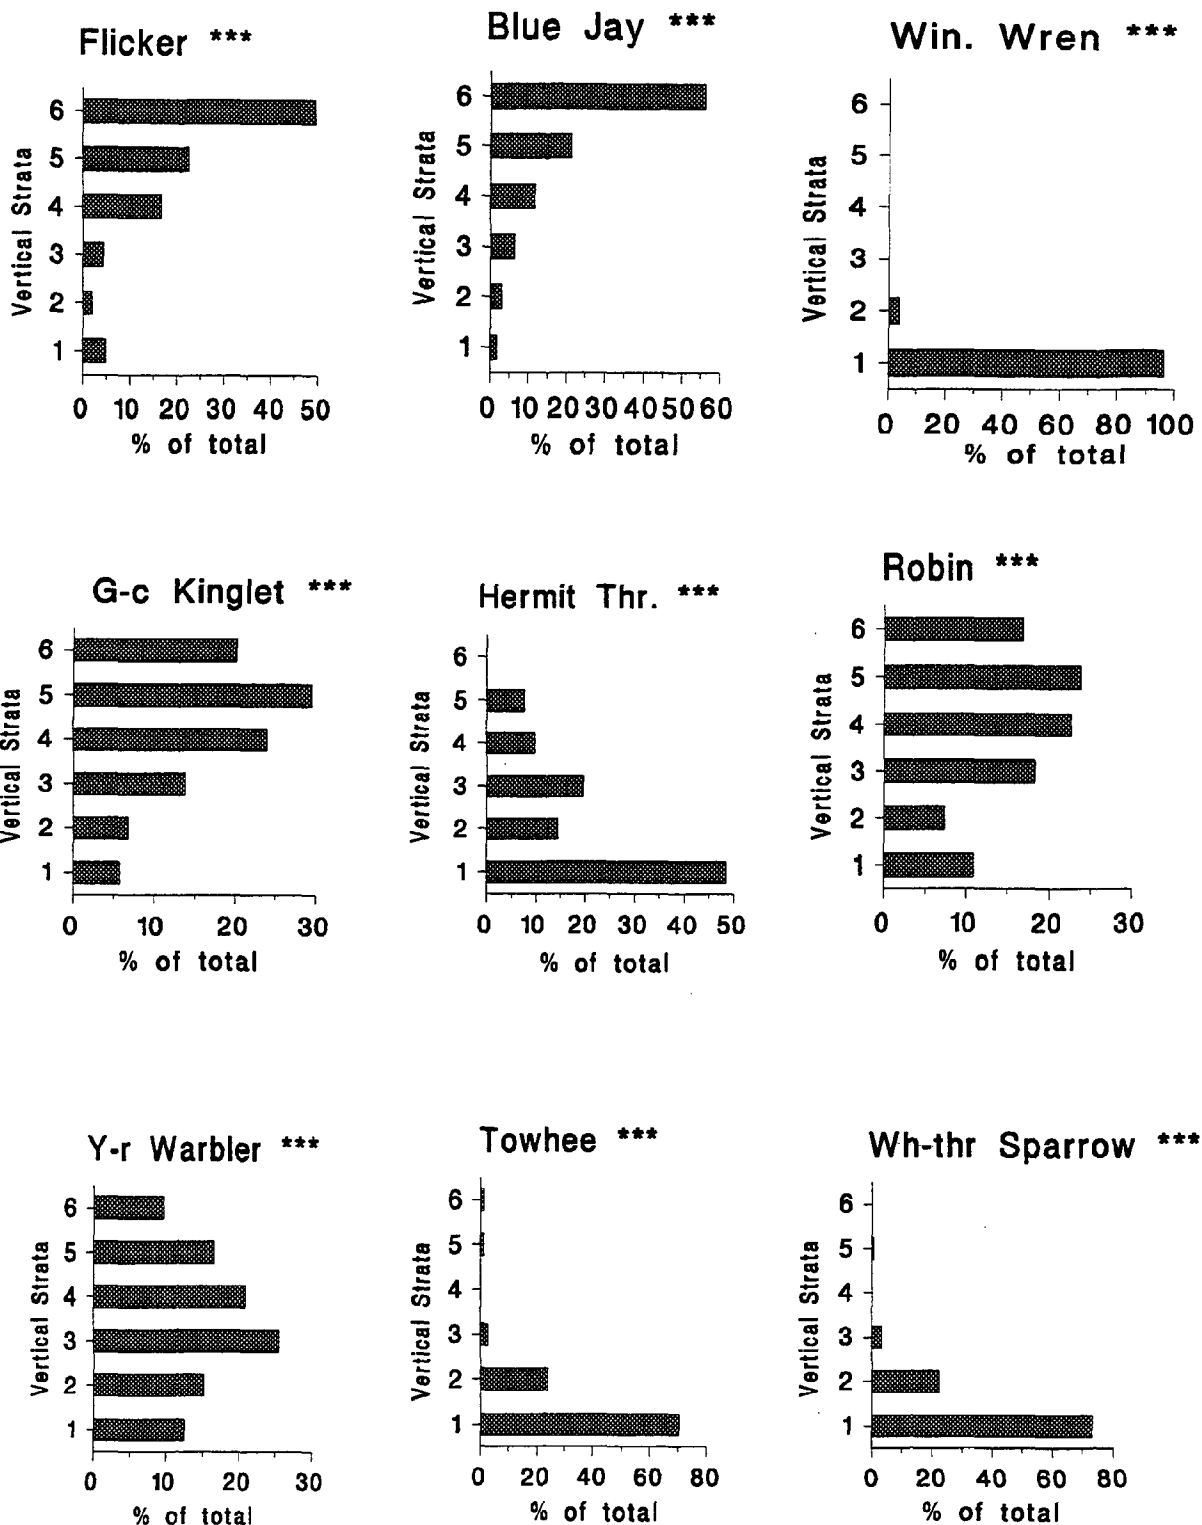 Flicker ***
6
5
4
3
2
1
Vertical Strata
0 10 20 30 40 50
% of total
Blue Jay ***
6
5
4
3
2
1
Vertical Strata
0 10 20 30 40 50 60
% of total
Win. Wren ***
6
5
4
3
2
1
Vertical Strata
0 20 40 60 80 100
% of total
G-c Kinglet ***
6
5
4
3
2
1
Vertical Strata
0 10 20 30
% of total
Hermit Thr. ***
6
5
4
3
2
1
Vertical Strata
0 10 20 30 40 50
% of total
Robin ***
6
5
4
3
2
1
Vertical Strata
0 10 20 30
% of total
Y-r Warbler ***
6
5
4
3
2
1
Vertical Strata
0 10 20 30
% of total
Towhee ***
6
5
4
3
2
1
Vertical Strata
0 20 40 60 80
% of total
Wh-thr Sparrow ***
6
5
4
3
2
1
Vertical Strata
0 20 40 60 80
% of total